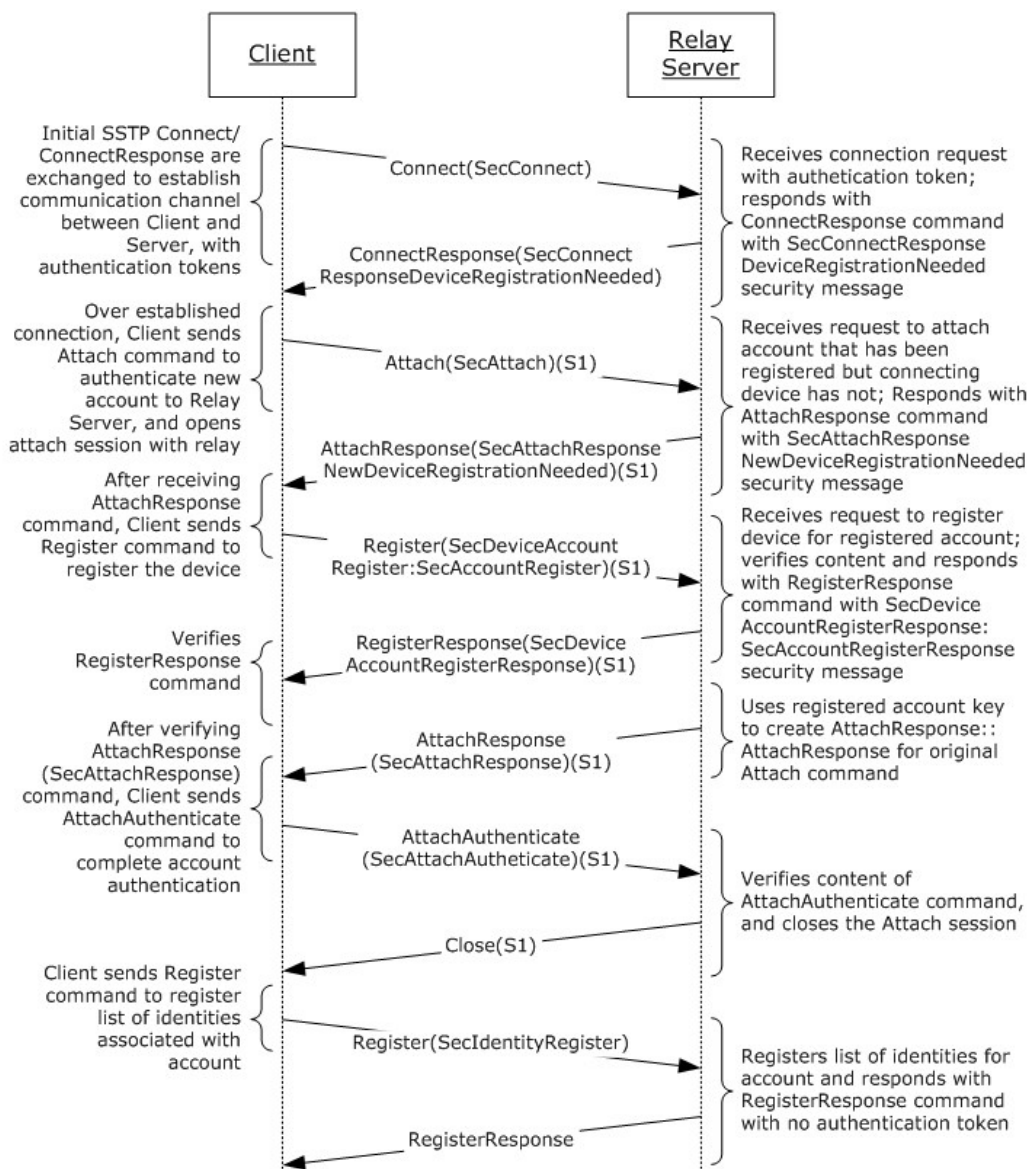 Client
Relay
Server
Initial SSTP Connect/
ConnectResponse are
exchanged to establish
communication channel
between Client and
Server, with
authentication tokens
Connect(SecConnect)
Receives connection request
with authetication token;
responds with
ConnectResponse command
with SecConnectResponse
DeviceRegistrationNeeded
security message
ConnectResponse(SecConnect
ResponseDeviceRegistrationNeeded)
Over established
connection, Client sends
Attach command to
authenticate new
account to Relay
Server, and opens
attach session with relay
Attach(SecAttach)(S1)
Receives request to attach
account that has been
registered but connecting
device has not; Responds with
AttachResponse command
with SecAttachResponse
NewDeviceRegistrationNeeded
security message
AttachResponse(SecAttachResponse
NewDeviceRegistrationNeeded)(S1)
After receiving
AttachResponse
command, Client sends
Register command to
register the device
Register(SecDeviceAccount
Register:SecAccountRegister)(S1)
Receives request to register
device for registered account;
verifies content and responds
with RegisterResponse
command with SecDevice
AccountRegisterResponse:
SecAccountRegisterResponse
security message
Verifies
RegisterResponse
command
RegisterResponse(SecDevice
AccountRegisterResponse)(S1)
Uses registered account key
to create AttachResponse::
AttachResponse for original
Attach command
AttachResponse
(SecAttachResponse)(S1)
After verifying
AttachResponse
(SecAttachResponse)
command, Client sends
AttachAuthenticate
command to
complete account
authentication
AttachAuthenticate
(SecAttachAutheticate)(S1)
Verifies content of
AttachAuthenticate command,
and closes the Attach session
Close(S1)
Client sends Register
command to register
list of identities
associated with
account
Register(SecIdentityRegister)
Registers list of identities for
account and responds with
RegisterResponse command
with no authentication token
RegisterResponse